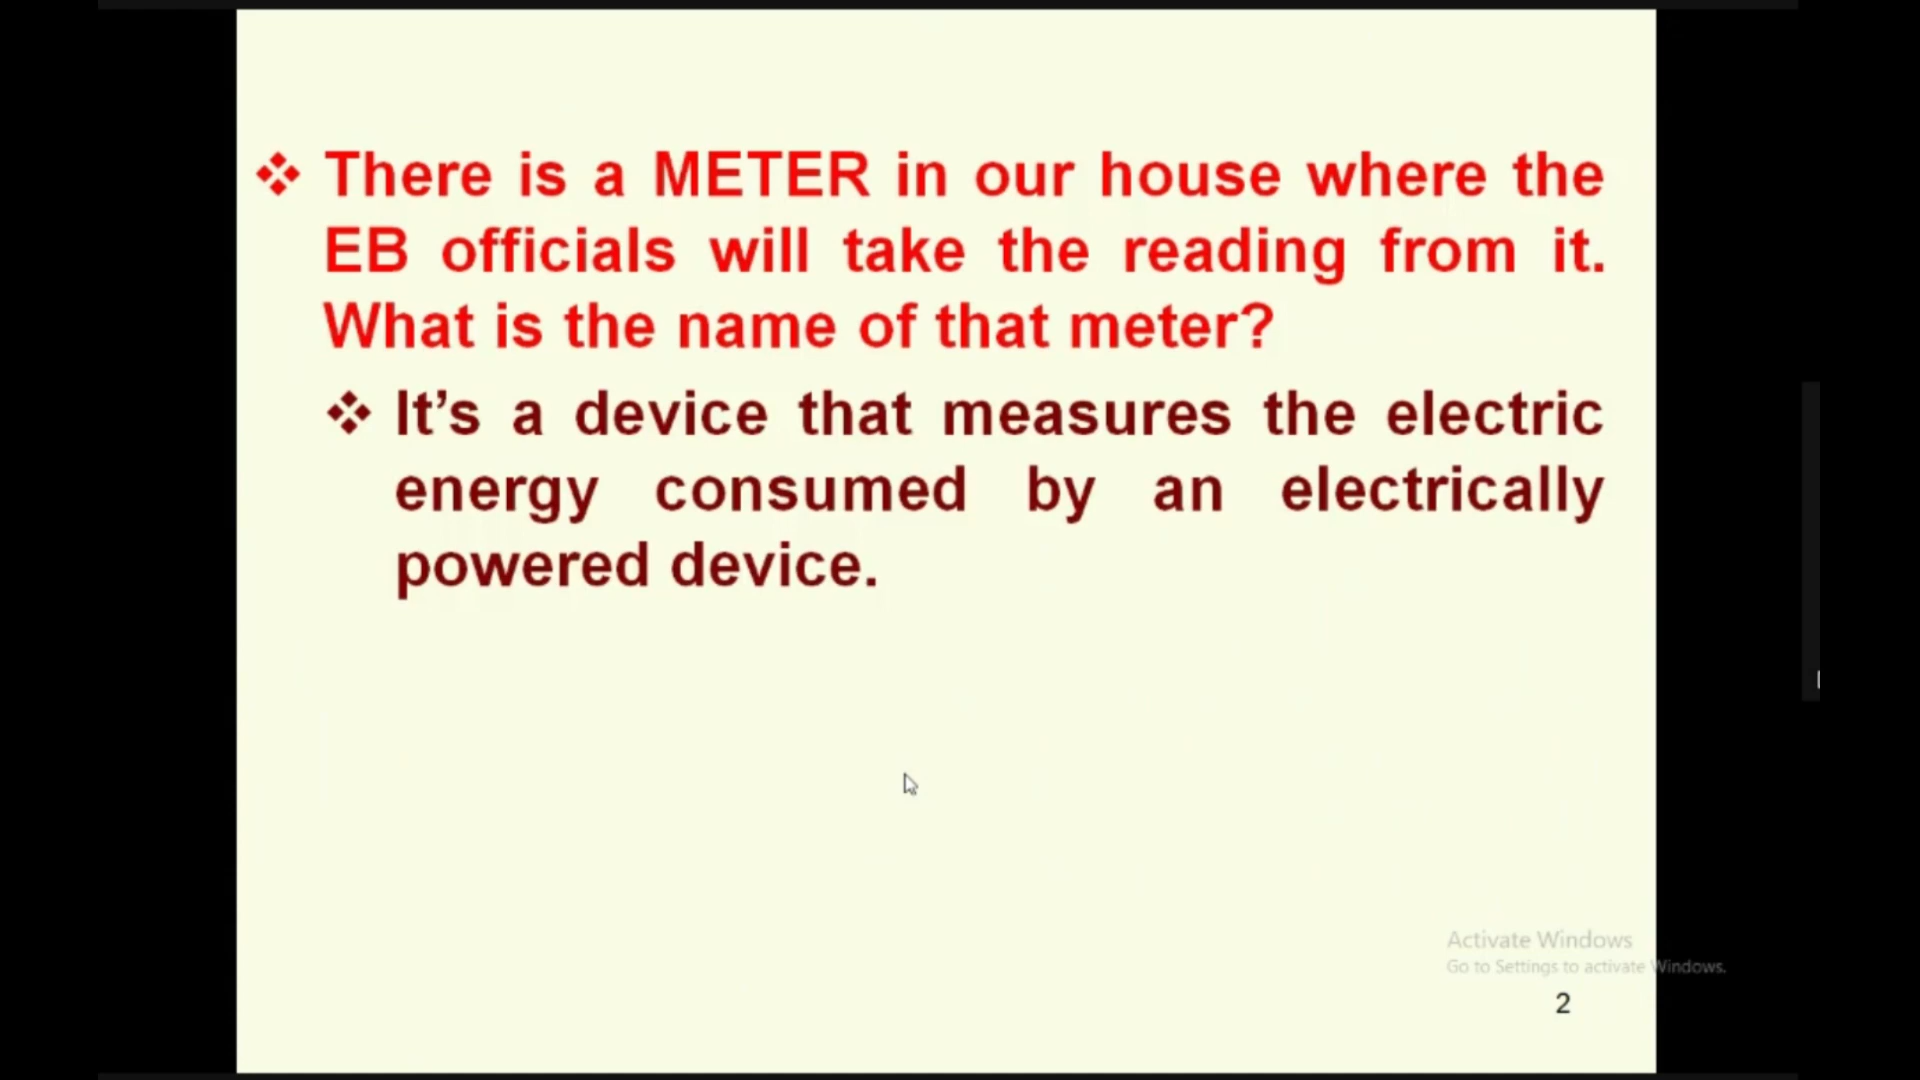 There is a METER in our house where the
EB officials will take the reading from it.
What is the name of that meter?
It’s a device that measures the electric
energy consumed by an electrically
powered device.
Activate Windows
Go to Settings to activate Windows.
2